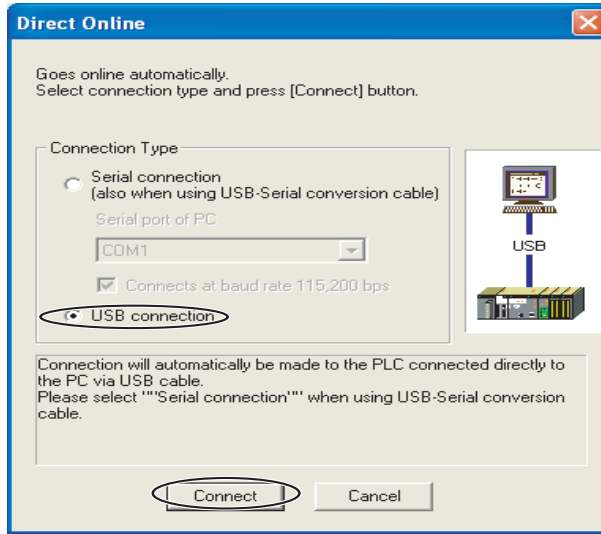 Direct Online
Goes online automatically.
Select connection type and press [Connect] button.
Connection Type
Serial connection
(also when using USB-Serial conversion cable)
Serial port of PC
COM1
Connects at baud rate 115,200 bps
USB connection
USB
Connection will automatically be made to the PLC connected directly to
the PC via USB cable.
Please select ""Serial connection"" when using USB-Serial conversion
cable.
Connect
Cancel